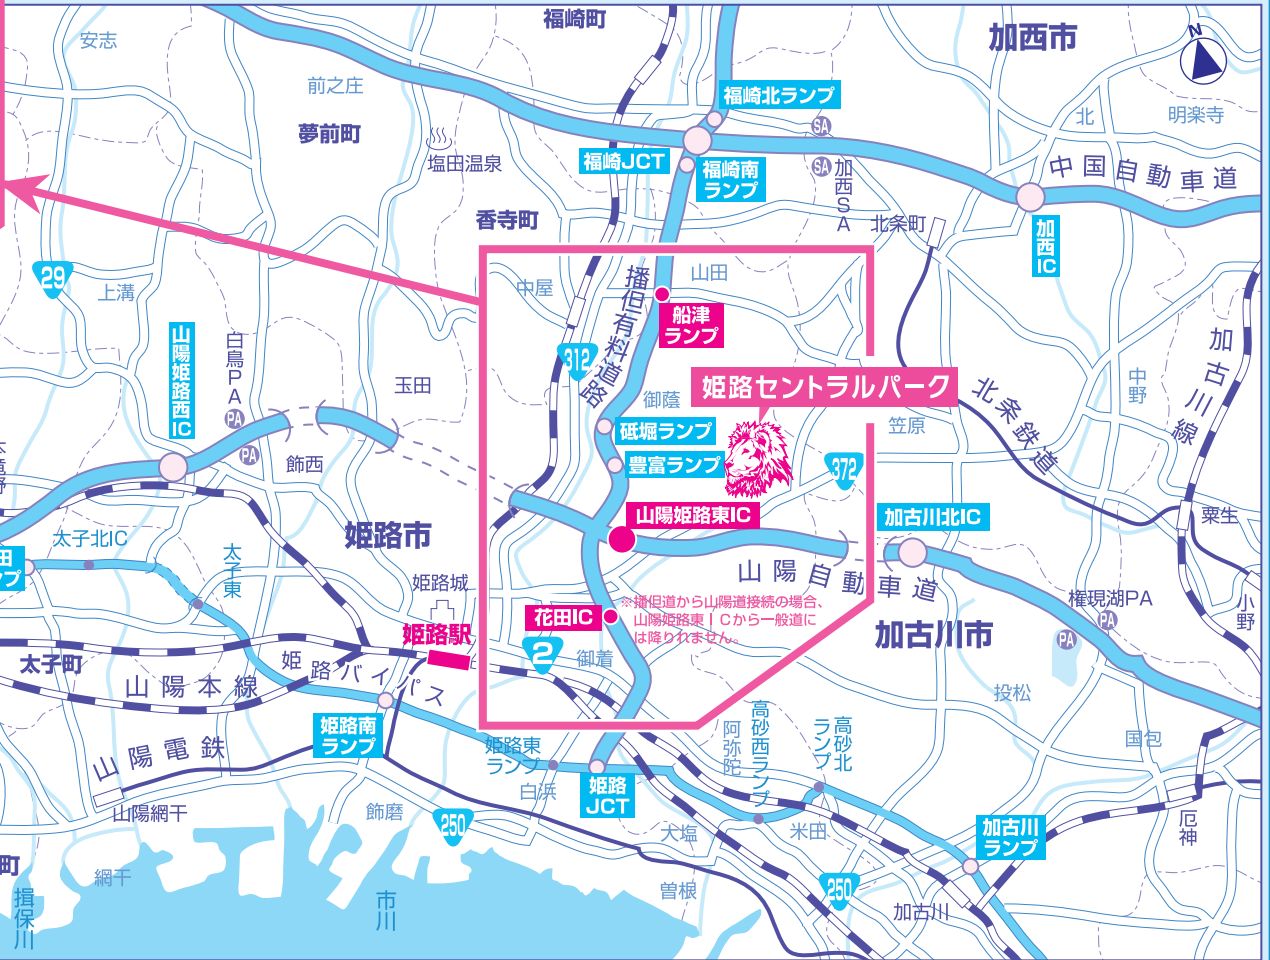 福崎町
加西市
N
安志
前之庄
夢前町
塩田温泉
福崎北ランプ
SA
福崎JCT
福崎南
ランプ
SA
加西SA
北
明楽寺
中国自動車道
香寺町
北条町
加西
IC
29
上溝
中屋
山田
播但有料道路
船津
ランプ
加古川線
山陽姫路西IC
白鳥PA
PA
PA
玉田
飾西
312
御蔭
姫路セントラルパーク
砥堀ランプ
豊富ランプ
笠原
372
北条鉄道
中野
粟生
姫路市
山陽姫路東IC
加古川北IC
山陽自動車道
太子北IC
太子東
田
ンプ
姫路城
姫路駅
花田IC
※播但道から山陽道接続の場合、
山陽姫路東ICから一般道に
は降りれません。
2
御着
加古川市
権現湖PA
PA
PA
小野
太子町
姫路バイパス
山陽本線
姫路南
ランプ
山陽電鉄
山陽網干
姫路東
ランプ
白浜
姫路
JCT
阿弥陀
高砂西ランプ
高砂北
ランプ
投松
国包
飾磨
250
大塩
米田
加古川
ランプ
厄神
町
網干
揖保川
市川
曽根
250
加古川